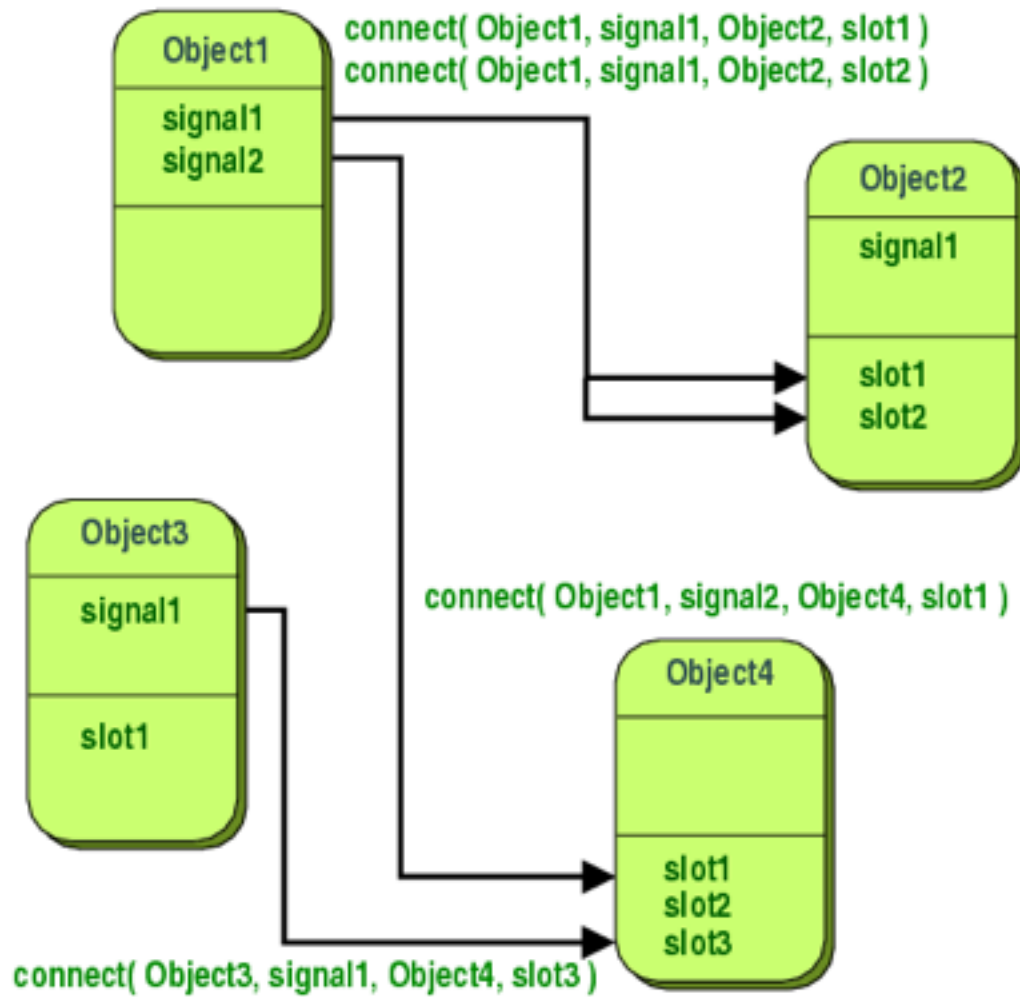 Object1
signal1
signal2
connect( Object1, signal1, Object2, slot1 )
connect( Object1, signal1, Object2, slot2 )
Object2
signal1
slot1
slot2
Object3
signal1
slot1
connect( Object1, signal2, Object4, slot1 )
Object4
slot1
slot2
slot3
connect( Object3, signal1, Object4, slot3 )